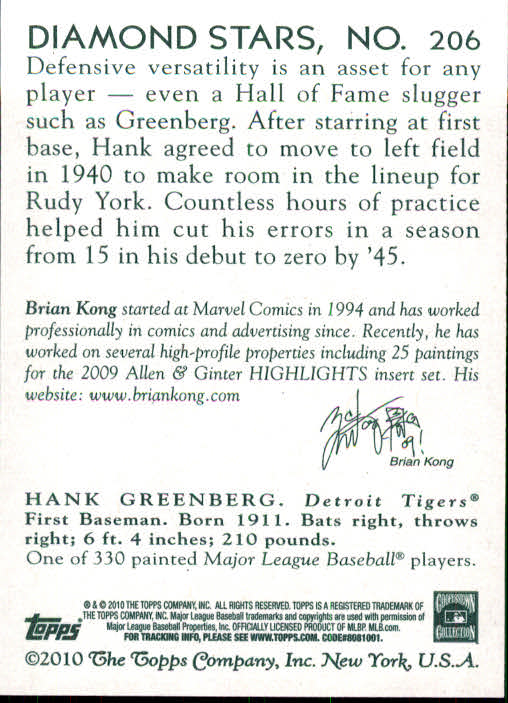 DIAMOND STARS, NO. 206
Defensive versatility is an asset for any
player — even a Hall of Fame slugger
such as Greenberg. After starring at first
base, Hank agreed to move to left field
in 1940 to make room in the lineup for
Rudy York. Countless hours of practice
helped him cut his errors in a season
from 15 in his debut to zero by '45.
Brian Kong started at Marvel Comics in 1994 and has worked
professionally in comics and advertising since. Recently, he has
worked on several high-profile properties including 25 paintings
for the 2009 Allen & Ginter HIGHLIGHTS insert set. His
website: www.briankong.com
Brian Kong
HANK GREENBERG. Detroit Tigers®
First Baseman. Born 1911. Bats right, throws
right; 6 ft. 4 inches; 210 pounds.
One of 330 painted Major League Baseball® players.
® & © 2010 THE TOPPS COMPANY, INC. ALL RIGHTS RESERVED. TOPPS IS A REGISTERED TRADEMARK OF
THE TOPPS COMPANY, INC. Major League Baseball trademarks and copyrights are used with permission of
Major League Baseball Properties, Inc. OFFICIALLY LICENSED PRODUCT OF MLBP. MLB.com.
FOR TRACKING INFO, PLEASE SEE WWW.TOPPS.COM. CODE#8081001.
topps
COOPERSTOWN
COLLECTION
©2010 The Topps Company, Inc. New York, U.S.A.